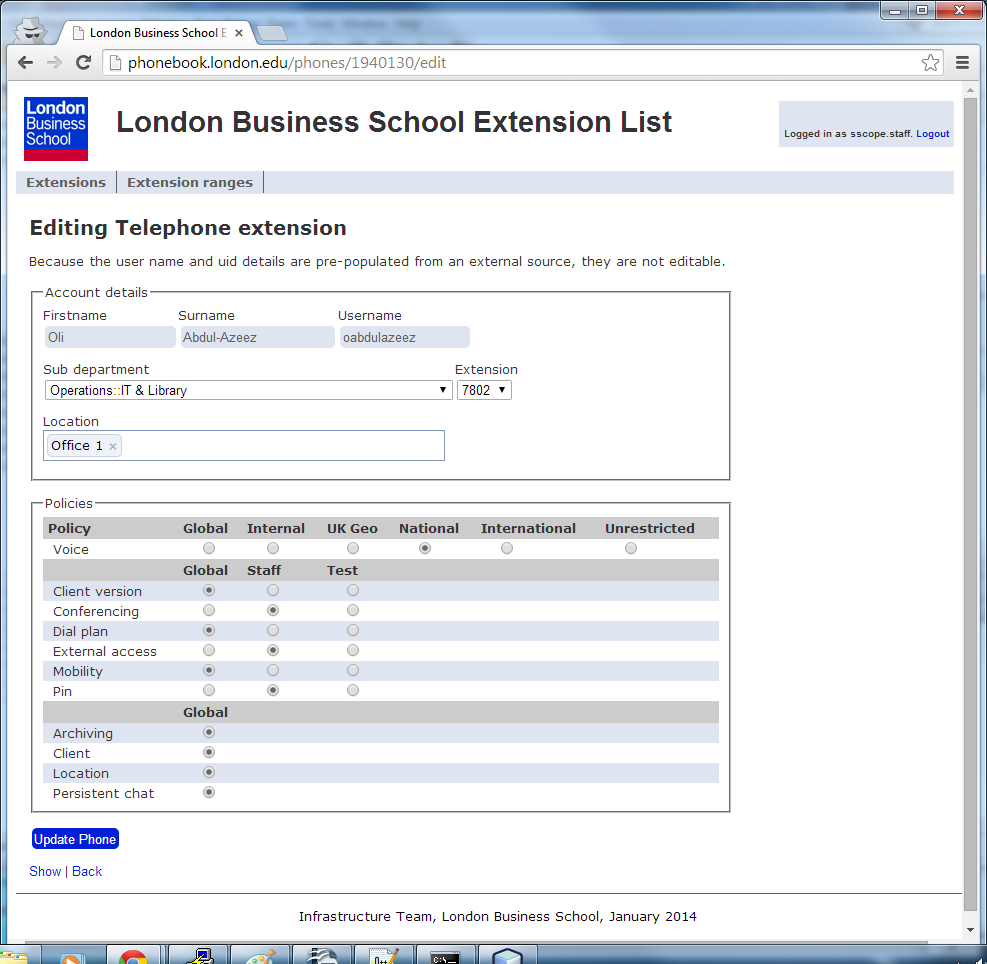 London Business School E
phonebook.london.edu/phones/1940130/edit
London
Business
School
London Business School Extension List
Logged in as sscope.staff. Logout
Extensions
Extension ranges
Editing Telephone extension
Because the user name and uid details are pre-populated from an external source, they are not editable.
Account details
Firstname Surname Username
Oli Abdul-Azeez oabdulazeez
Sub department Extension
Operations::IT & Library 7802
Location
Office 1 ×
Policies
Policy Global Internal UK Geo National International Unrestricted
Voice
Global Staff Test
Client version
Conferencing
Dial plan
External access
Mobility
Pin
Global
Archiving
Client
Location
Persistent chat
Update Phone
Show | Back
Infrastructure Team, London Business School, January 2014